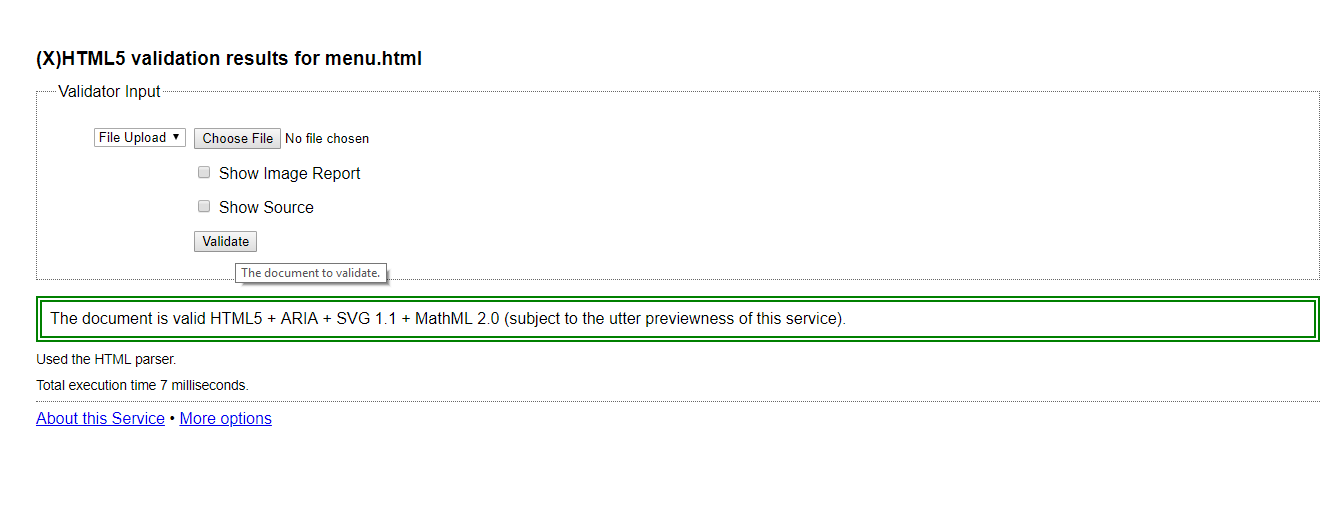 (X)HTML5 validation results for menu.html
Validator Input
File Upload Choose File No file chosen
Show Image Report
Show Source
Validate
The document to validate.
The document is valid HTML5 + ARIA + SVG 1.1 + MathML 2.0 (subject to the utter previewness of this service).
Used the HTML parser.
Total execution time 7 milliseconds.
About this Service • More options